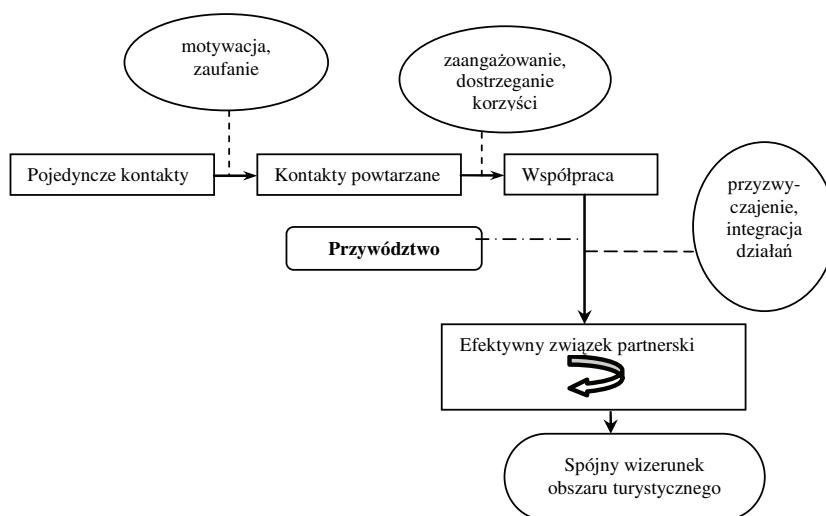 motywacja,
zaufanie
zaangażowanie,
dostrzeganie
korzyści
Pojedyncze kontakty
Kontakty powtarzane
Współpraca
przyzwy-
czajenie,
integracja
działań
Przywództwo
Efektywny związek partnerski
Spójny wizerunek
obszaru turystycznego